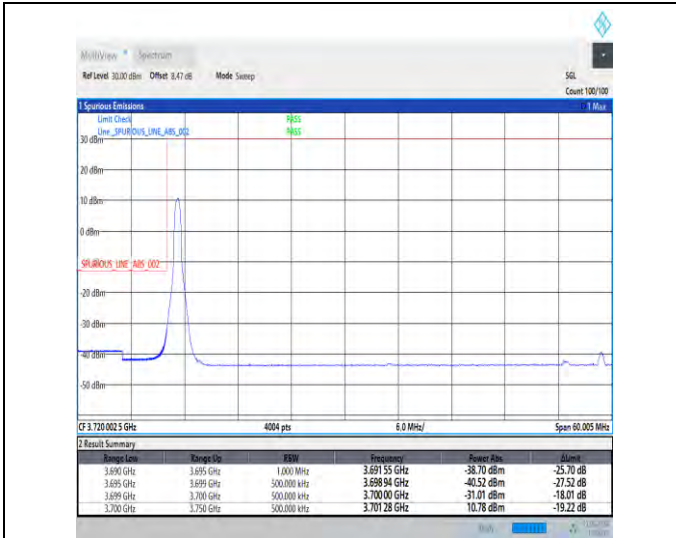 MultiView Spectrum
Ref Level 30.00 dBm Offset 8.47 dB Mode Sweep SGL
Count 100/100
1 Spurious Emissions 1 Max
Limit Check PASS
Line _SPURIOUS_LINE_ABS_002 PASS
30 dBm
20 dBm
10 dBm
0 dBm
_SPURIOUS_LINE_ABS_002
-20 dBm
-30 dBm
-40 dBm
-50 dBm
CF 3.720 002 5 GHz 4004 pts 6.0 MHz/ Span 60.005 MHz
2 Result Summary
Range Low Range Up RBW Frequency Power Abs ΔLimit
3.690 GHz 3.695 GHz 1.000 MHz 3.691 55 GHz -38.70 dBm -25.70 dB
3.695 GHz 3.699 GHz 500.000 kHz 3.698 94 GHz -40.52 dBm -27.52 dB
3.699 GHz 3.700 GHz 500.000 kHz 3.700 00 GHz -31.01 dBm -18.01 dB
3.700 GHz 3.750 GHz 500.000 kHz 3.701 28 GHz 10.78 dBm -19.22 dB